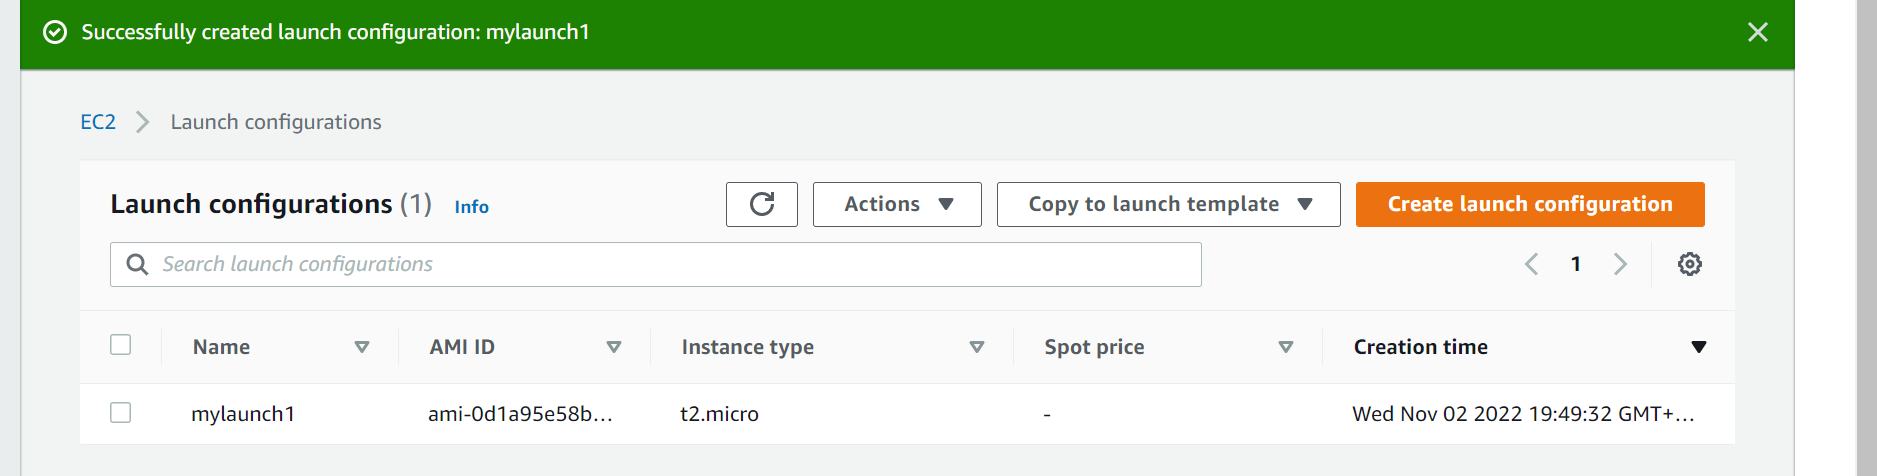 Successfully created launch configuration: mylaunch1
EC2 Launch configurations
Launch configurations (1) Info Actions Copy to launch template Create launch configuration
Search launch configurations 1
Name AMI ID Instance type Spot price Creation time
mylaunch1 ami-0d1a95e58b... t2.micro - Wed Nov 02 2022 19:49:32 GMT+...